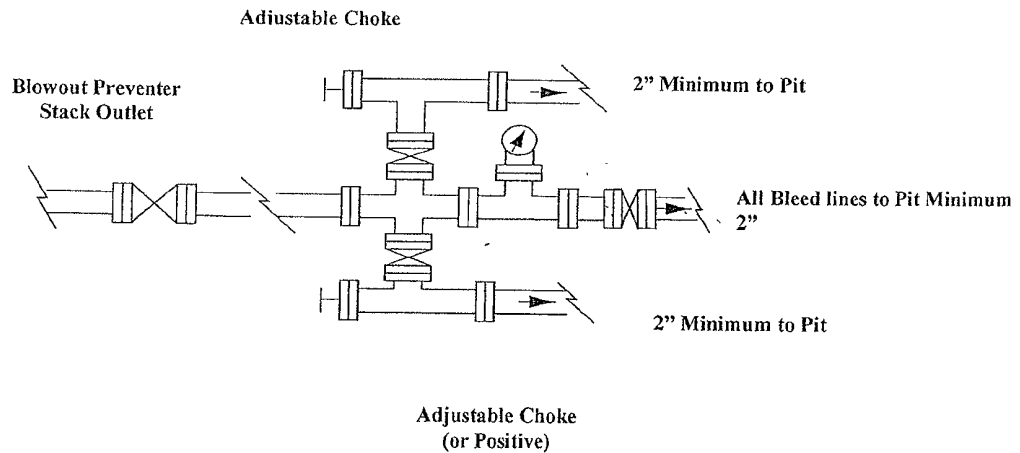 Adjustable Choke
Blowout Preventer
Stack Outlet
2” Minimum to Pit
All Bleed lines to Pit Minimum
2”
2” Minimum to Pit
Adjustable Choke
(or Positive)